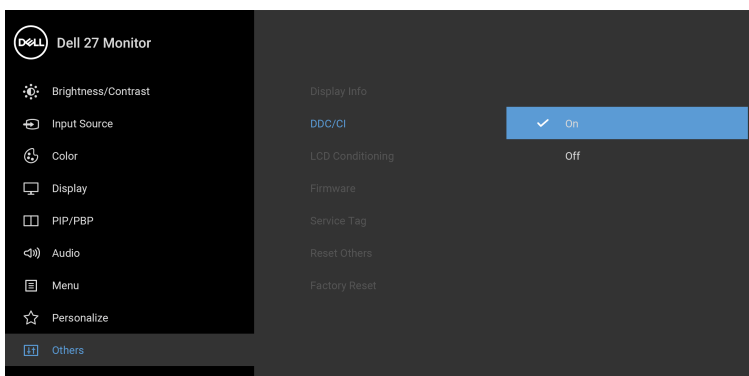 DELL Dell 27 Monitor
Brightness/Contrast Display Info
Input Source DDC/CI On
Color LCD Conditioning Off
Display Firmware
PIP/PBP Service Tag
Audio Reset Others
Menu Factory Reset
Personalize
Others